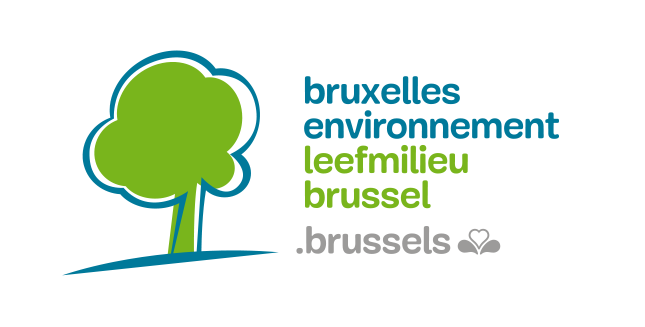 bruxelles
environnement
leefmilieu
brussel
.brussels